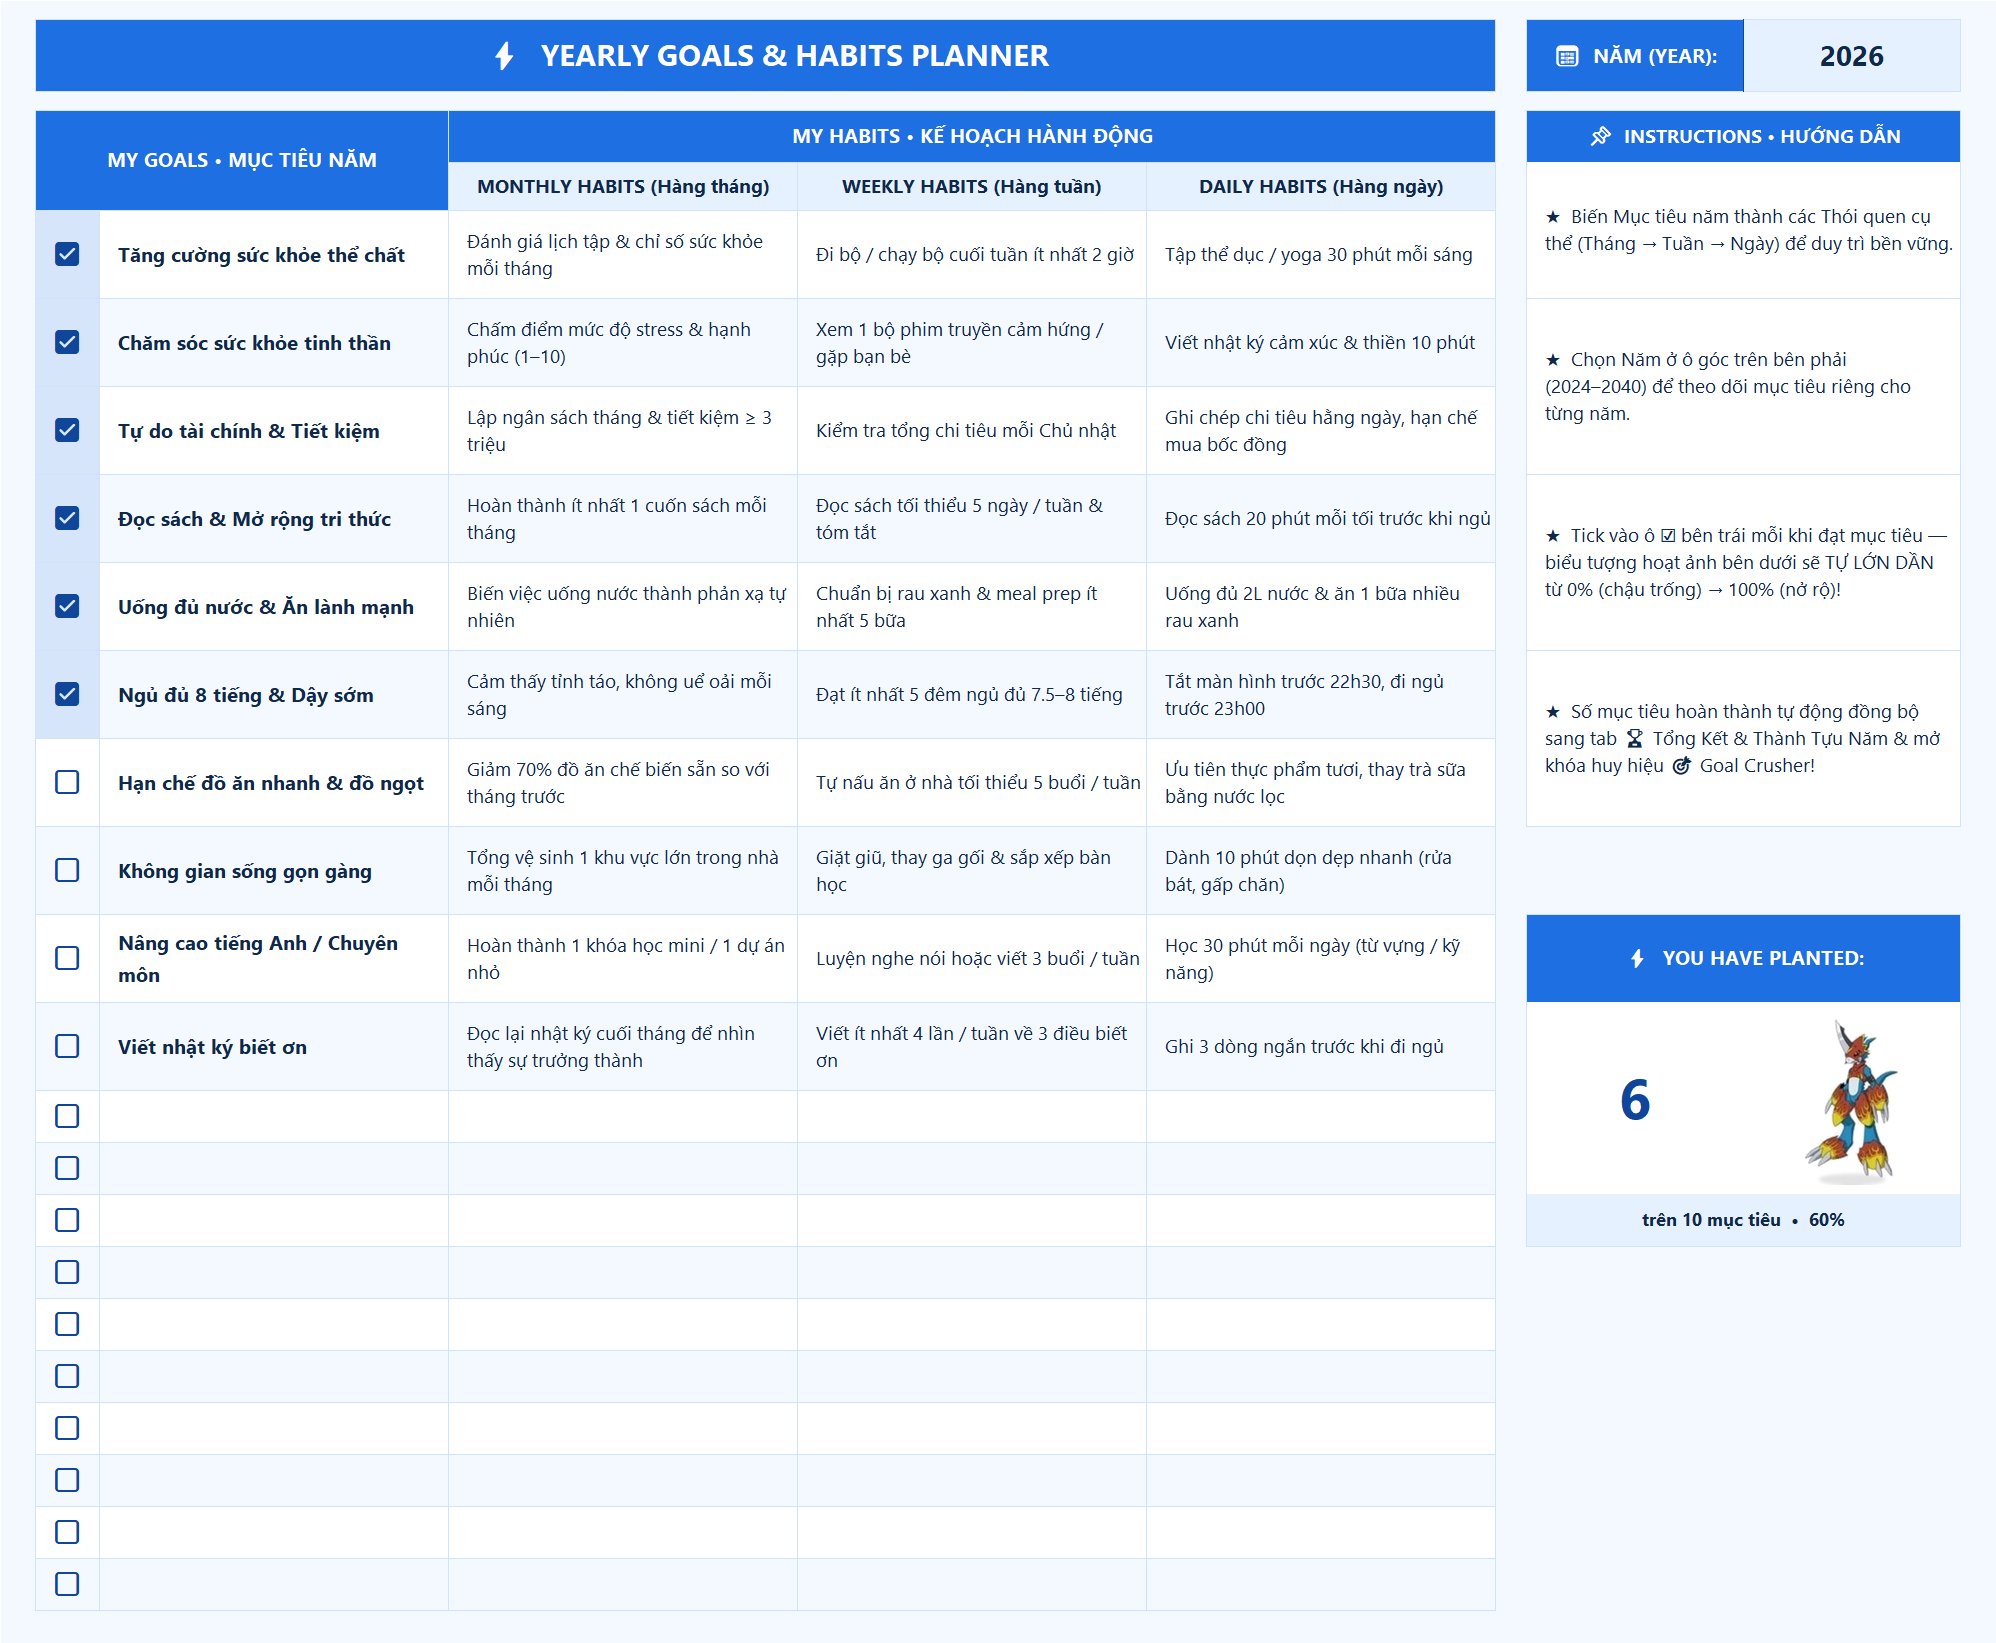 YEARLY GOALS & HABITS PLANNER
NĂM (YEAR):
2026
MY GOALS • MỤC TIÊU NĂM
MY HABITS • KẾ HOẠCH HÀNH ĐỘNG
MONTHLY HABITS (Hàng tháng)
WEEKLY HABITS (Hàng tuần)
DAILY HABITS (Hàng ngày)
Tăng cường sức khỏe thể chất
Đánh giá lịch tập & chỉ số sức khỏe
mỗi tháng
Đi bộ / chạy bộ cuối tuần ít nhất 2 giờ
Tập thể dục / yoga 30 phút mỗi sáng
Chăm sóc sức khỏe tinh thần
Chấm điểm mức độ stress & hạnh
phúc (1–10)
Xem 1 bộ phim truyền cảm hứng /
gặp bạn bè
Viết nhật ký cảm xúc & thiền 10 phút
Tự do tài chính & Tiết kiệm
Lập ngân sách tháng & tiết kiệm ≥ 3
triệu
Kiểm tra tổng chi tiêu mỗi Chủ nhật
Ghi chép chi tiêu hằng ngày, hạn chế
mua bốc đồng
Đọc sách & Mở rộng tri thức
Hoàn thành ít nhất 1 cuốn sách mỗi
tháng
Đọc sách tối thiểu 5 ngày / tuần &
tóm tắt
Đọc sách 20 phút mỗi tối trước khi ngủ
Uống đủ nước & Ăn lành mạnh
Biến việc uống nước thành phản xạ tự
nhiên
Chuẩn bị rau xanh & meal prep ít
nhất 5 bữa
Uống đủ 2L nước & ăn 1 bữa nhiều
rau xanh
Ngủ đủ 8 tiếng & Dậy sớm
Cảm thấy tỉnh táo, không uể oải mỗi
sáng
Đạt ít nhất 5 đêm ngủ đủ 7.5–8 tiếng
Tắt màn hình trước 22h30, đi ngủ
trước 23h00
Hạn chế đồ ăn nhanh & đồ ngọt
Giảm 70% đồ ăn chế biến sẵn so với
tháng trước
Tự nấu ăn ở nhà tối thiểu 5 buổi / tuần
Ưu tiên thực phẩm tươi, thay trà sữa
bằng nước lọc
Không gian sống gọn gàng
Tổng vệ sinh 1 khu vực lớn trong nhà
mỗi tháng
Giặt giũ, thay ga gối & sắp xếp bàn
học
Dành 10 phút dọn dẹp nhanh (rửa
bát, gấp chăn)
Nâng cao tiếng Anh / Chuyên
môn
Hoàn thành 1 khóa học mini / 1 dự án
nhỏ
Luyện nghe nói hoặc viết 3 buổi / tuần
Học 30 phút mỗi ngày (từ vựng / kỹ
năng)
Viết nhật ký biết ơn
Đọc lại nhật ký cuối tháng để nhìn
thấy sự trưởng thành
Viết ít nhất 4 lần / tuần về 3 điều biết
ơn
Ghi 3 dòng ngắn trước khi đi ngủ
INSTRUCTIONS • HƯỚNG DẪN
★ Biến Mục tiêu năm thành các Thói quen cụ
thể (Tháng → Tuần → Ngày) để duy trì bền vững.
★ Chọn Năm ở ô góc trên bên phải
(2024–2040) để theo dõi mục tiêu riêng cho
từng năm.
★ Tick vào ô ☑ bên trái mỗi khi đạt mục tiêu —
biểu tượng hoạt ảnh bên dưới sẽ TỰ LỚN DẦN
từ 0% (chậu trống) → 100% (nở rộ)!
★ Số mục tiêu hoàn thành tự động đồng bộ
sang tab 🏆 Tổng Kết & Thành Tựu Năm & mở
khóa huy hiệu 🎯 Goal Crusher!
YOU HAVE PLANTED:
6
trên 10 mục tiêu • 60%